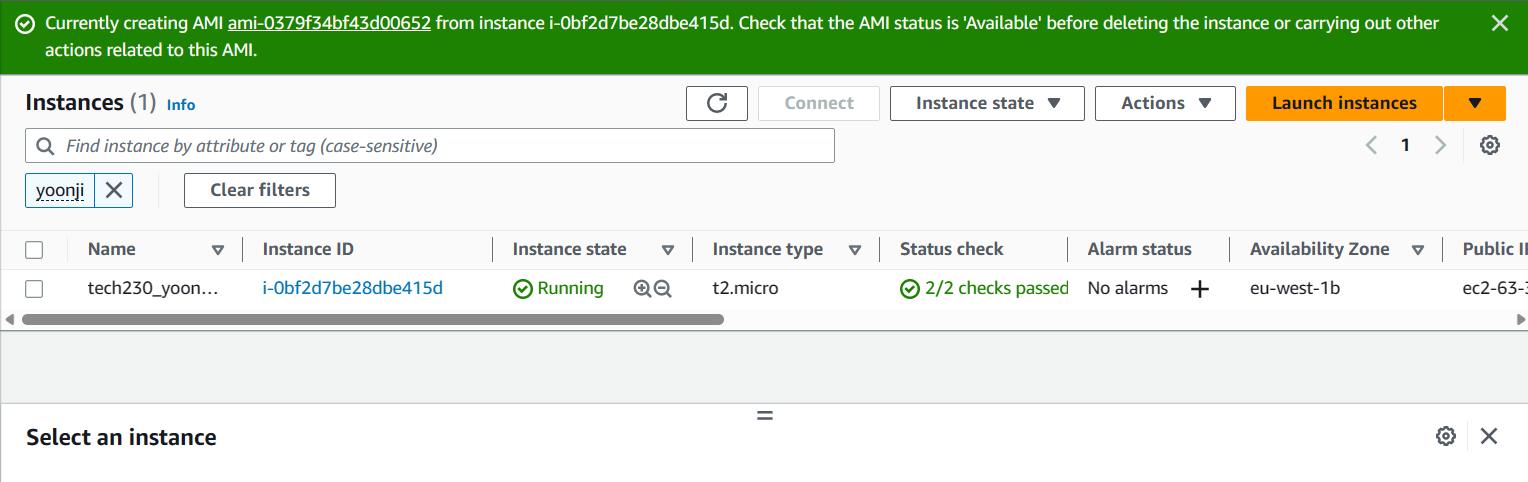 Currently creating AMI ami-0379f34bf43d00652 from instance i-0bf2d7be28dbe415d. Check that the AMI status is 'Available' before deleting the instance or carrying out other
actions related to this AMI.
Instances (1) Info
Connect
Instance state
Actions
Launch instances
Find instance by attribute or tag (case-sensitive)
1
yoonji
Clear filters
Name Instance ID Instance state Instance type Status check Alarm status Availability Zone Public I
tech230_yoon... i-0bf2d7be28dbe415d Running t2.micro 2/2 checks passed No alarms eu-west-1b ec2-63-
Select an instance